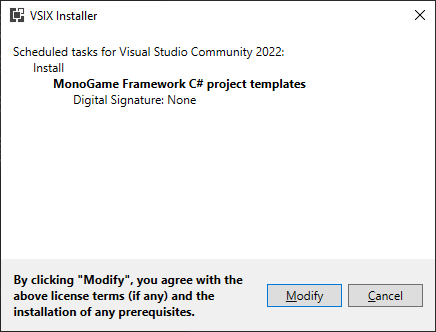 VSIX Installer
Scheduled tasks for Visual Studio Community 2022:
Install
MonoGame Framework C# project templates
Digital Signature: None
By clicking "Modify", you agree with the
above license terms (if any) and the
installation of any prerequisites.
Modify
Cancel